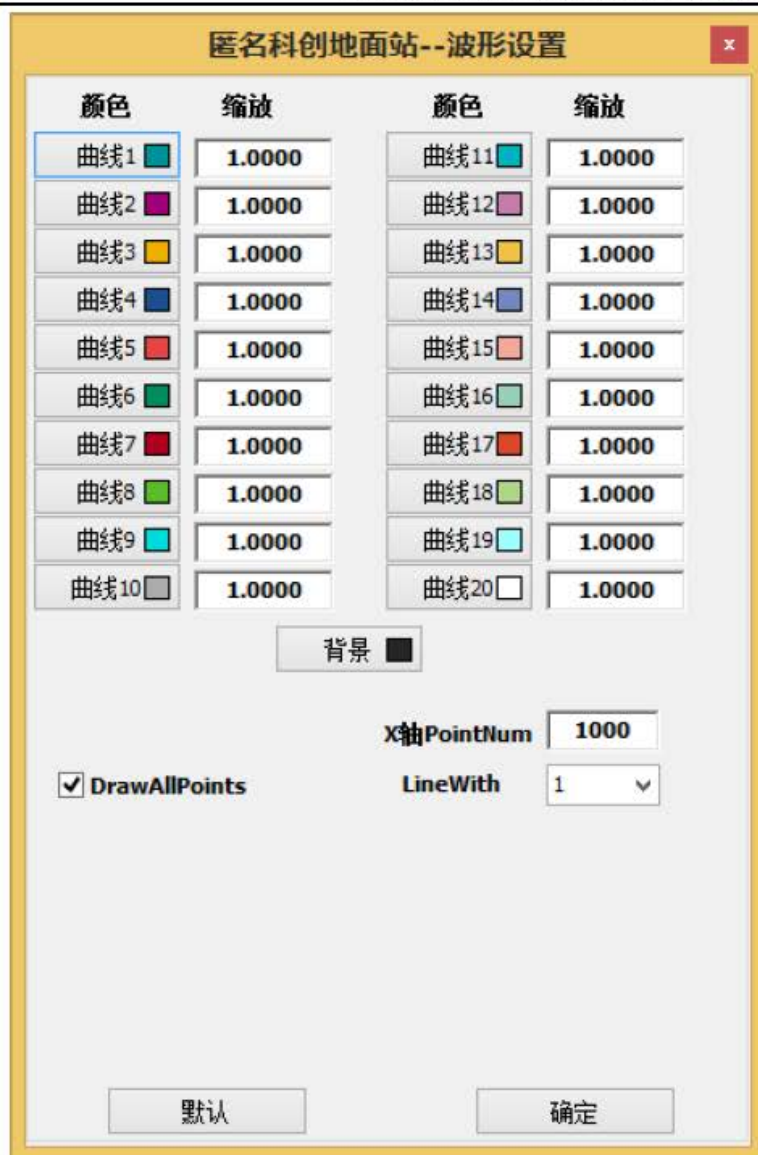 匿名科创地面站--波形设置 x
颜色 缩放 颜色 缩放
曲线1 1.0000 曲线11 1.0000
曲线2 1.0000 曲线12 1.0000
曲线3 1.0000 曲线13 1.0000
曲线4 1.0000 曲线14 1.0000
曲线5 1.0000 曲线15 1.0000
曲线6 1.0000 曲线16 1.0000
曲线7 1.0000 曲线17 1.0000
曲线8 1.0000 曲线18 1.0000
曲线9 1.0000 曲线19 1.0000
曲线10 1.0000 曲线20 1.0000
背景
X轴PointNum 1000
DrawAllPoints LineWith 1
默认 确定